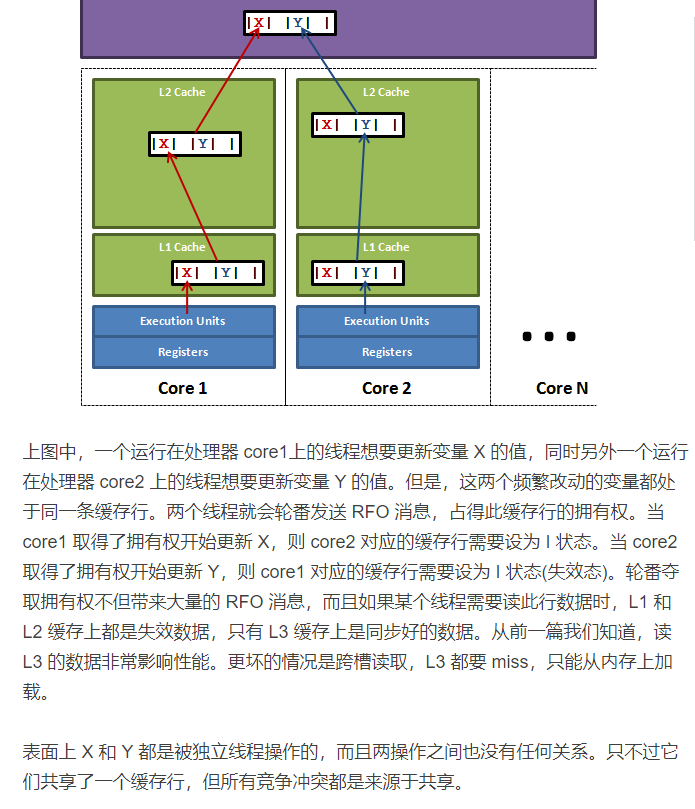 |X| |Y| |
L2 Cache
L2 Cache
|X| |Y| |
|X| |Y| |
L1 Cache
L1 Cache
|X| |Y| |
|X| |Y| |
Execution Units
Execution Units
Registers
Registers
...
Core 1
Core 2
Core N
上图中，一个运行在处理器 core1上的线程想要更新变量 X 的值，同时另外一个运行
在处理器 core2 上的线程想要更新变量 Y 的值。但是，这两个频繁改动的变量都处
于同一条缓存行。两个线程就会轮番发送 RFO 消息，占得此缓存行的拥有权。当
core1 取得了拥有权开始更新 X，则 core2 对应的缓存行需要设为 I 状态。当 core2
取得了拥有权开始更新 Y，则 core1 对应的缓存行需要设为 I 状态(失效态)。轮番夺
取拥有权不但带来大量的 RFO 消息，而且如果某个线程需要读此行数据时，L1 和
L2 缓存上都是失效数据，只有 L3 缓存上是同步好的数据。从前一篇我们知道，读
L3 的数据非常影响性能。更坏的情况是跨槽读取，L3 都要 miss，只能从内存上加
载。
表面上 X 和 Y 都是被独立线程操作的，而且两操作之间也没有任何关系。只不过它
们共享了一个缓存行，但所有竞争冲突都是来源于共享。